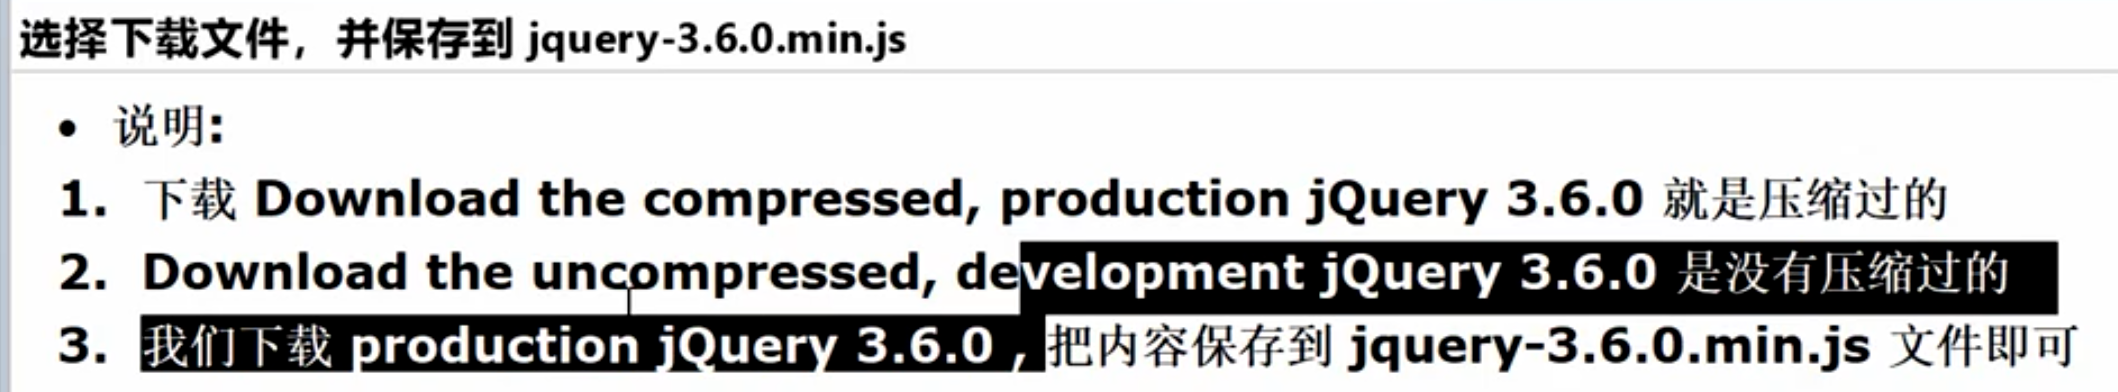 选择下载文件，并保存到 jquery-3.6.0.min.js
• 说明:
1. 下载 Download the compressed, production jQuery 3.6.0 就是压缩过的
2. Download the uncompressed, development jQuery 3.6.0 是没有压缩过的
3. 我们下载 production jQuery 3.6.0 , 把内容保存到 jquery-3.6.0.min.js 文件即可